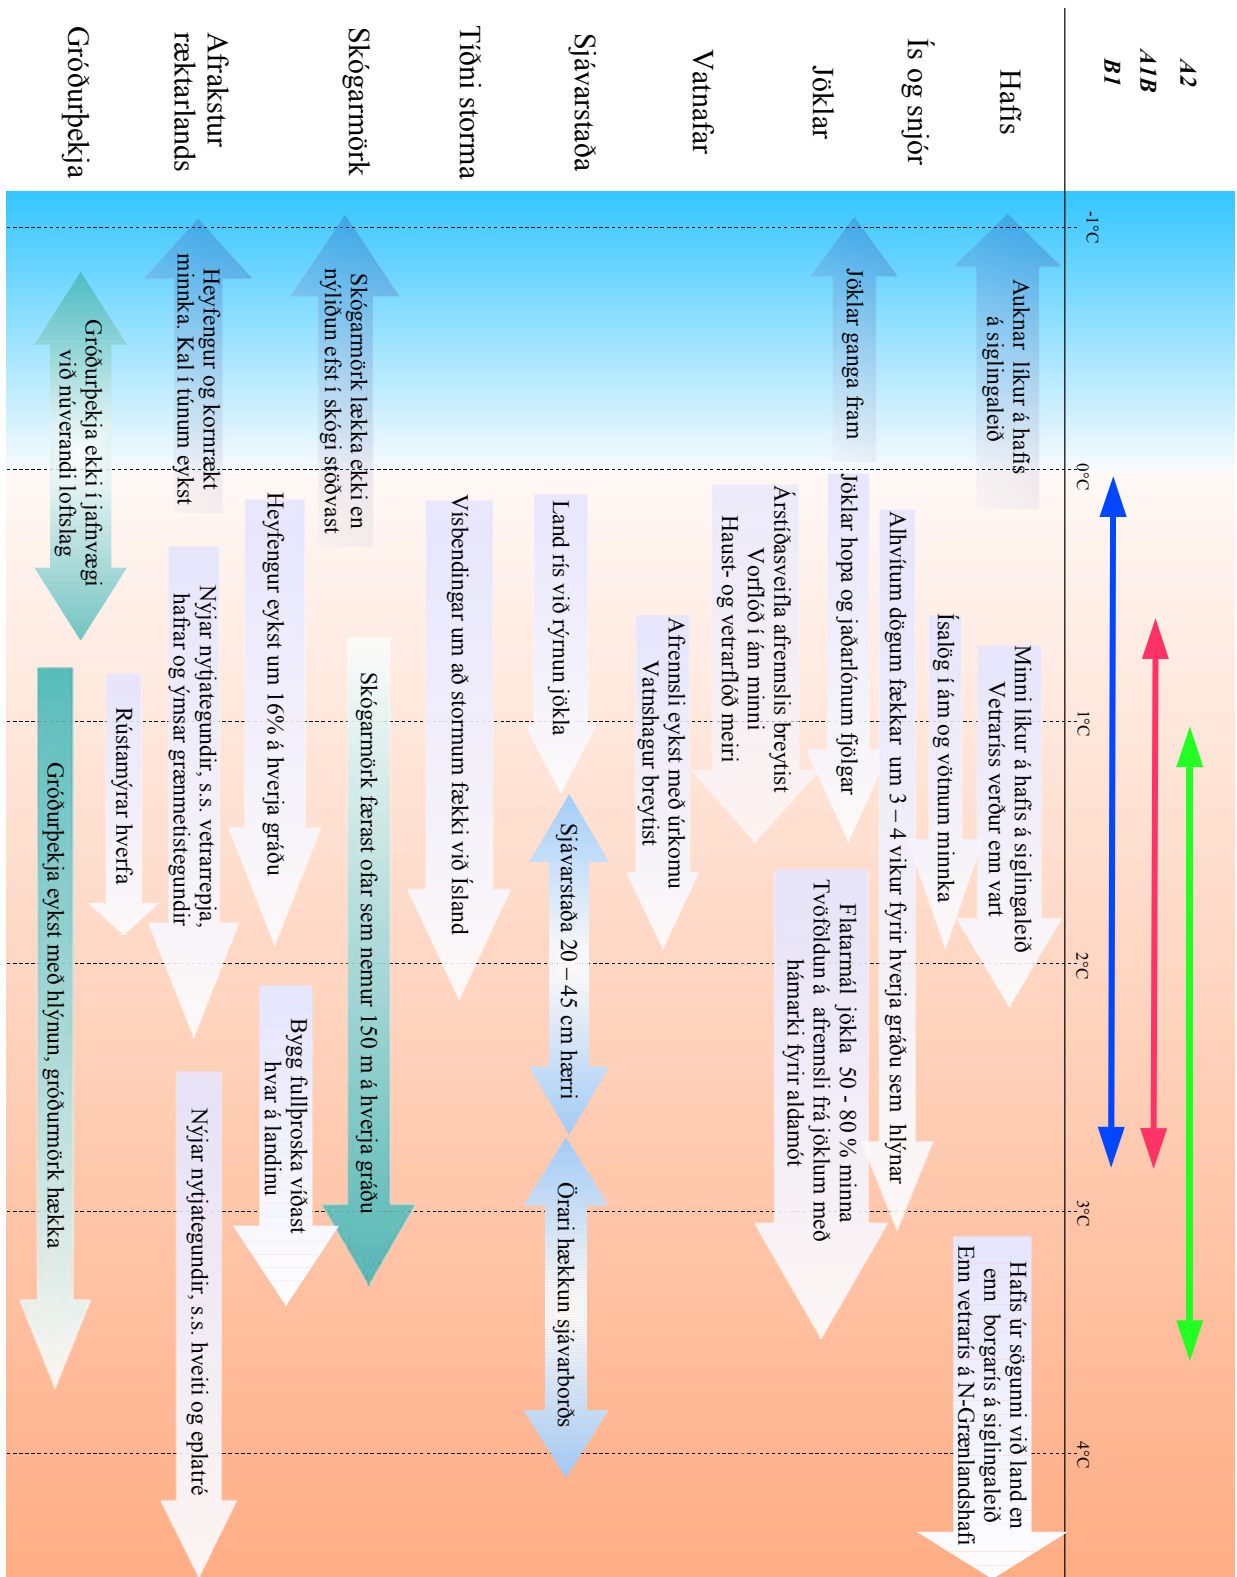 A2
A1B
B1
-1°C
0°C
1°C
2°C
3°C
4°C
Hafís
Auknar líkur á hafís
á siglingaleið
Minni líkur á hafís á siglingaleið
Vetraríss verður enn vart
Hafís úr sögunni við land en
enn borgarís á siglingaleið
Enn vetrarís á N-Grænlandshafi
Ís og snjór
Ísalög í ám og vötnum minnka
Alhvítum dögum fækkar um 3 – 4 vikur fyrir hverja gráðu sem hlýnar
Jöklar
Jöklar ganga fram
Jöklar hopa og jaðarlónum fjölgar
Flatarmál jökla 50 - 80 % minna
Tvöföldun á afrennsli frá jöklum með
hámarki fyrir aldamót
Vatnafar
Árstíðasveifla afrennslis breytist
Vorflóð í ám minni
Haust- og vetrarflóð meiri
Afrennsli eykst með úrkomu
Vatnshagur breytist
Sjávarstaða
Land rís við rýrnun jökla
Sjávarstaða 20 – 45 cm hærri
Örari hækkun sjávarborðs
Tíðni storma
Vísbendingar um að stormum fækki við Ísland
Skógarmörk
Skógarmörk lækka ekki en
nýliðun efst í skógi stöðvast
Skógarmörk færast ofar sem nemur 150 m á hverja gráðu
Afrakstur
ræktarlands
Heyfengur og kornrækt
minnka. Kal í túnum eykst
Heyfengur eykst um 16% á hverja gráðu
Bygg fullþroska víðast
hvar á landinu
Nýjar nytjategundir, s.s. vetrarrepja,
hafrar og ýmsar grænmetistegundir
Nýjar nytjategundir, s.s. hveiti og eplatré
Gróðurþekja
Gróðurþekja ekki í jafnvægi
við núverandi loftslag
Rústamýrar hverfa
Gróðurþekja eykst með hlýnun, gróðurmörk hækka